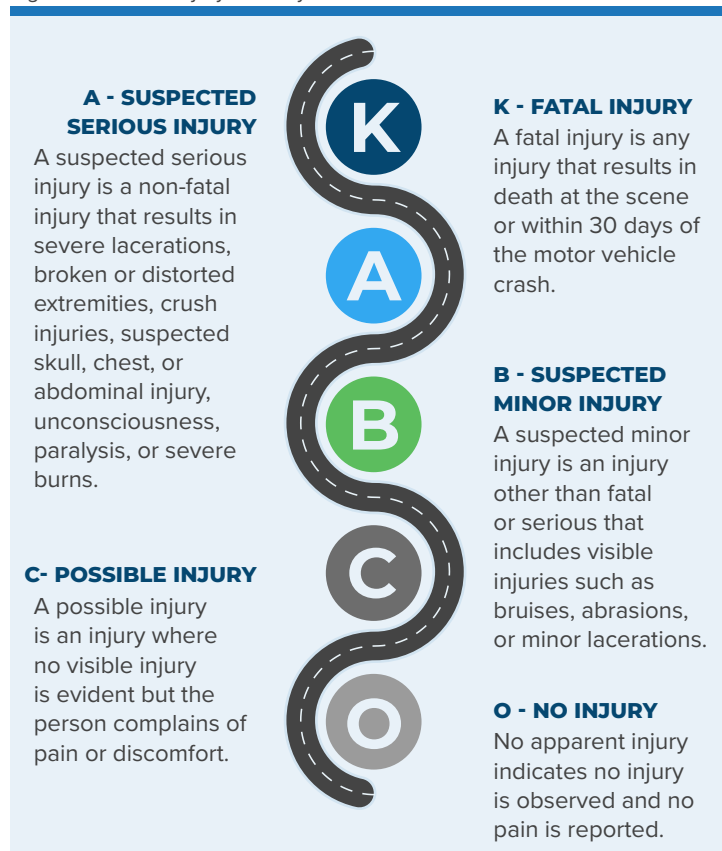 K
A
B
C
O
A - SUSPECTED
SERIOUS INJURY
A suspected serious
injury is a non-fatal
injury that results in
severe lacerations,
broken or distorted
extremities, crush
injuries, suspected
skull, chest, or
abdominal injury,
unconsciousness,
paralysis, or severe
burns.
C- POSSIBLE INJURY
A possible injury
is an injury where
no visible injury
is evident but the
person complains of
pain or discomfort.
K - FATAL INJURY
A fatal injury is any
injury that results in
death at the scene
or within 30 days of
the motor vehicle
crash.
B - SUSPECTED
MINOR INJURY
A suspected minor
injury is an injury
other than fatal
or serious that
includes visible
injuries such as
bruises, abrasions,
or minor lacerations.
O - NO INJURY
No apparent injury
indicates no injury
is observed and no
pain is reported.